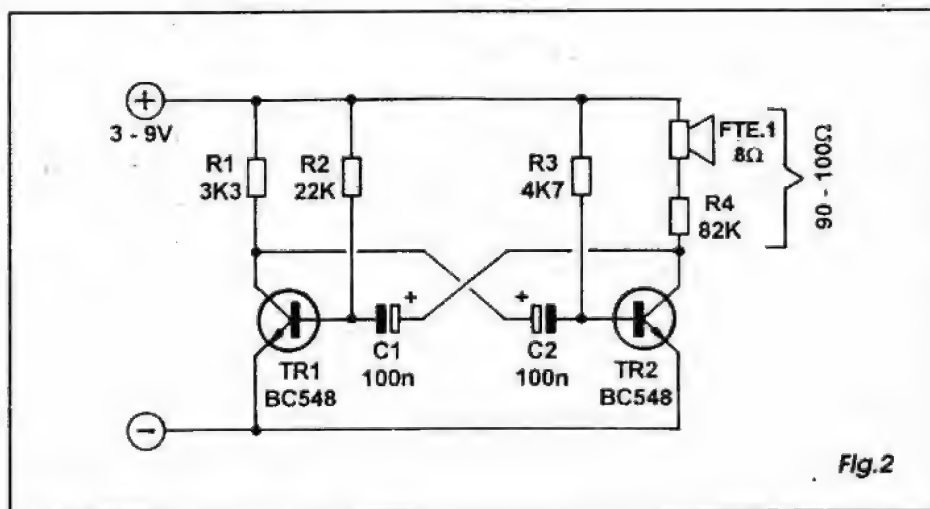 3 - 9V
R1
3K3
R2
22K
R3
4K7
FTE.1
8Ω
R4
82K
90 - 100Ω
+
C1
100n
+
C2
100n
TR1
BC548
TR2
BC548
Fig.2